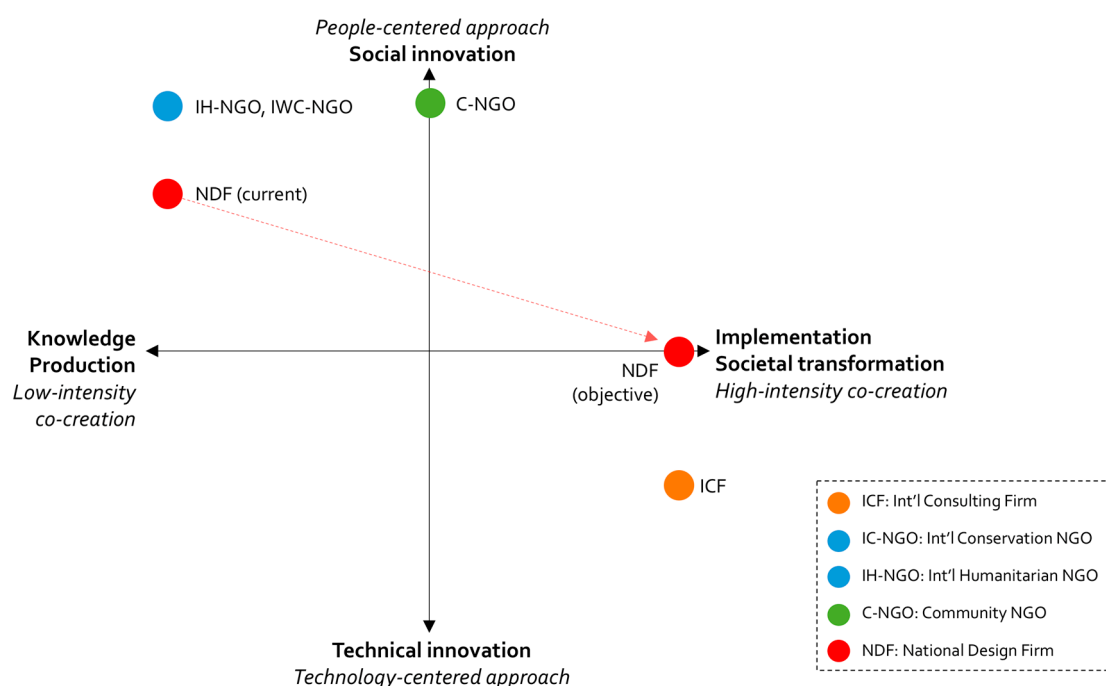 People-centered approach
Social innovation
IH-NGO, IWC-NGO
C-NGO
NDF (current)
Knowledge
Production
Low-intensity
co-creation
Implementation
Societal transformation
High-intensity co-creation
NDF
(objective)
ICF
ICF: Int'l Consulting Firm
IC-NGO: Int'l Conservation NGO
IH-NGO: Int'l Humanitarian NGO
C-NGO: Community NGO
NDF: National Design Firm
Technical innovation
Technology-centered approach